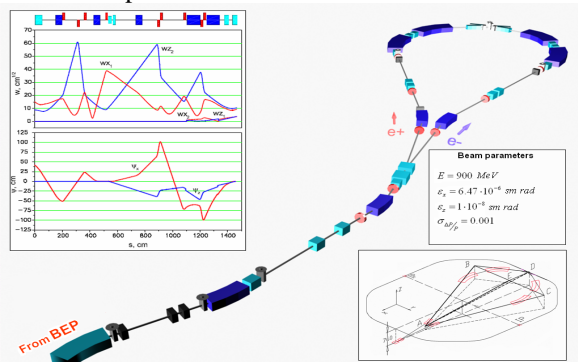 70
60
50
40
30
20
10
0
w, cm^1/2
WZ₂
WX₁
WX₂
WZ₁
125
100
75
50
25
0
-25
-50
-75
-100
-125
Ψx
Ψz
0 200 400 600 800 1000 1200 1400
s, cm
e+
e-
Beam parameters
E = 900 MeV
εx = 6.47·10⁻⁶ sm rad
εz = 1·10⁻⁸ sm rad
σΔP/P = 0.001
From BEP
B
E
D
C
A